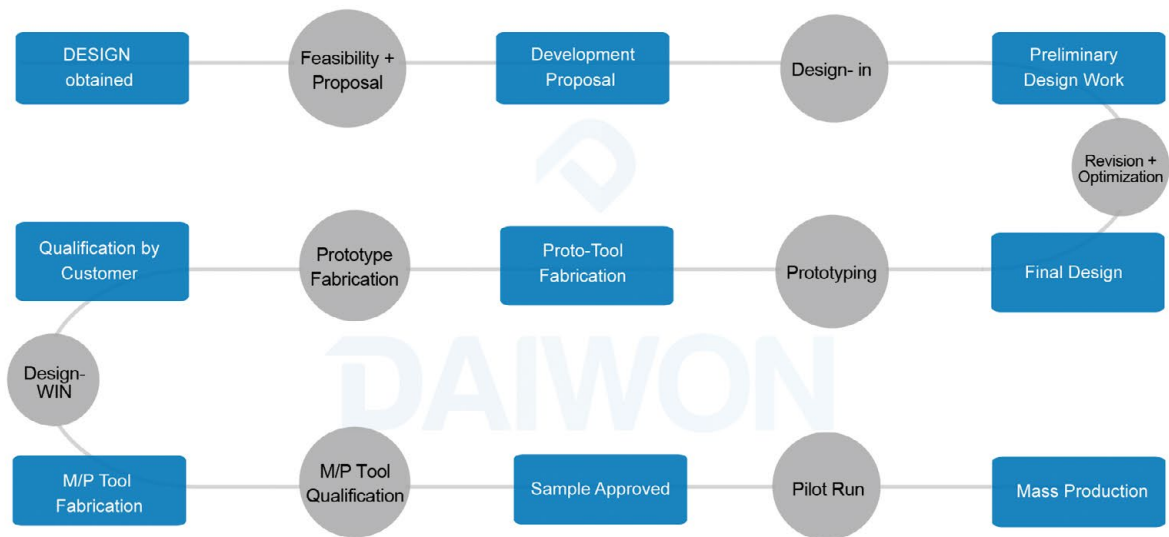 DESIGN
obtained
Feasibility +
Proposal
Development
Proposal
Design- in
Preliminary
Design Work
Revision +
Optimization
Final Design
Prototyping
Proto-Tool
Fabrication
Prototype
Fabrication
Qualification by
Customer
Design-
WIN
M/P Tool
Fabrication
M/P Tool
Qualification
Sample Approved
Pilot Run
Mass Production
DAIWON